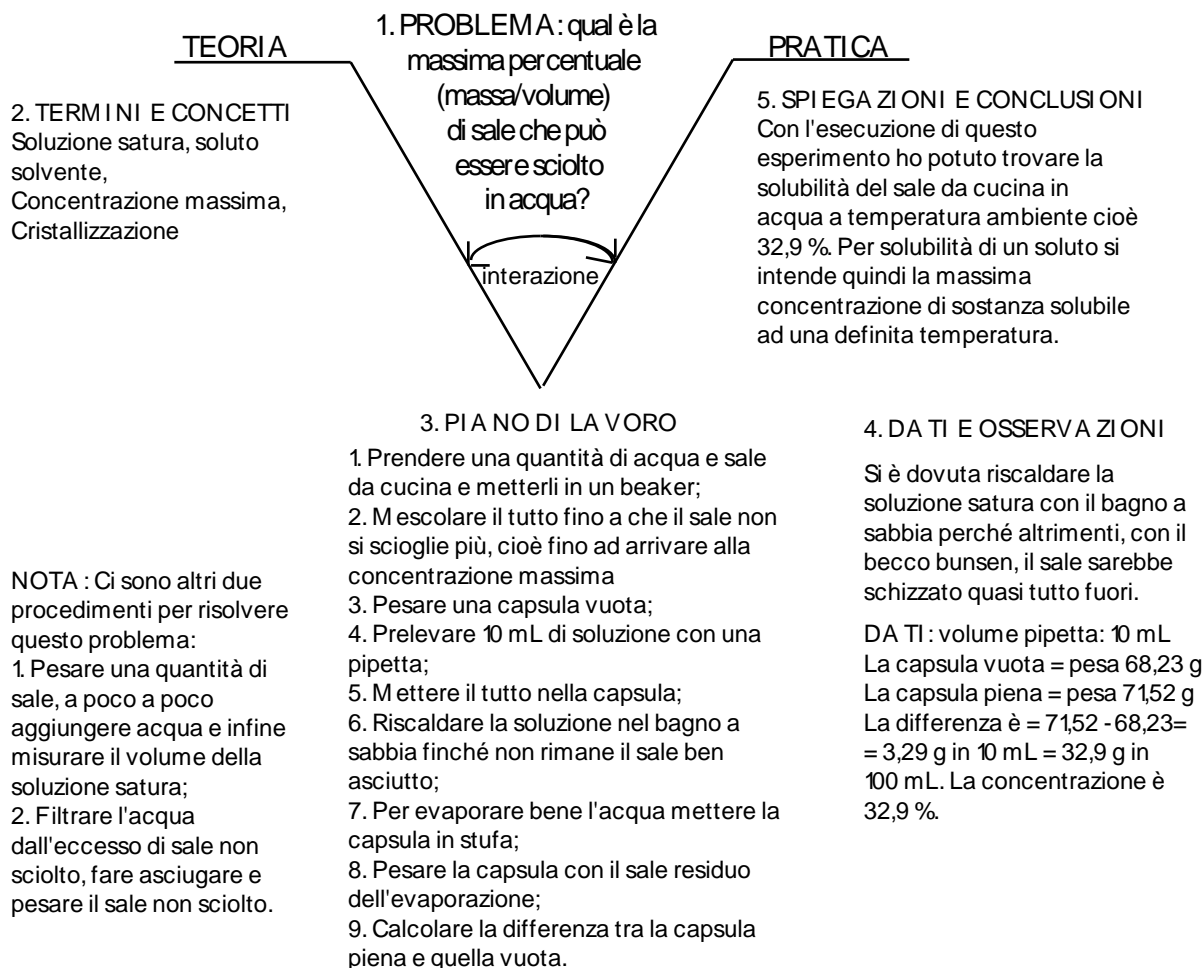 TEORIA
1. PROBLEMA: qual è la
massima percentuale
(massa/volume)
di sale che può
essere sciolto
in acqua?
PRATICA
2. TERMINI E CONCETTI
Soluzione satura, soluto
solvente,
Concentrazione massima,
Cristallizzazione
interazione
5. SPIEGAZIONI E CONCLUSIONI
Con l'esecuzione di questo
esperimento ho potuto trovare la
solubilità del sale da cucina in
acqua a temperatura ambiente cioè
32,9 %. Per solubilità di un soluto si
intende quindi la massima
concentrazione di sostanza solubile
ad una definita temperatura.
3. PIANO DI LAVORO
1. Prendere una quantità di acqua e sale
da cucina e metterli in un beaker;
2. Mescolare il tutto fino a che il sale non
si scioglie più, cioè fino ad arrivare alla
concentrazione massima
3. Pesare una capsula vuota;
4. Prelevare 10 mL di soluzione con una
pipetta;
5. Mettere il tutto nella capsula;
6. Riscaldare la soluzione nel bagno a
sabbia finché non rimane il sale ben
asciutto;
7. Per evaporare bene l'acqua mettere la
capsula in stufa;
8. Pesare la capsula con il sale residuo
dell'evaporazione;
9. Calcolare la differenza tra la capsula
piena e quella vuota.
4. DATI E OSSERVAZIONI
Si è dovuta riscaldare la
soluzione satura con il bagno a
sabbia perché altrimenti, con il
becco bunsen, il sale sarebbe
schizzato quasi tutto fuori.
DATI: volume pipetta: 10 mL
La capsula vuota = pesa 68,23 g
La capsula piena = pesa 71,52 g
La differenza è = 71,52 - 68,23=
= 3,29 g in 10 mL = 32,9 g in
100 mL. La concentrazione è
32,9 %.
NOTA: Ci sono altri due
procedimenti per risolvere
questo problema:
1. Pesare una quantità di
sale, a poco a poco
aggiungere acqua e infine
misurare il volume della
soluzione satura;
2. Filtrare l'acqua
dall'eccesso di sale non
sciolto, fare asciugare e
pesare il sale non sciolto.